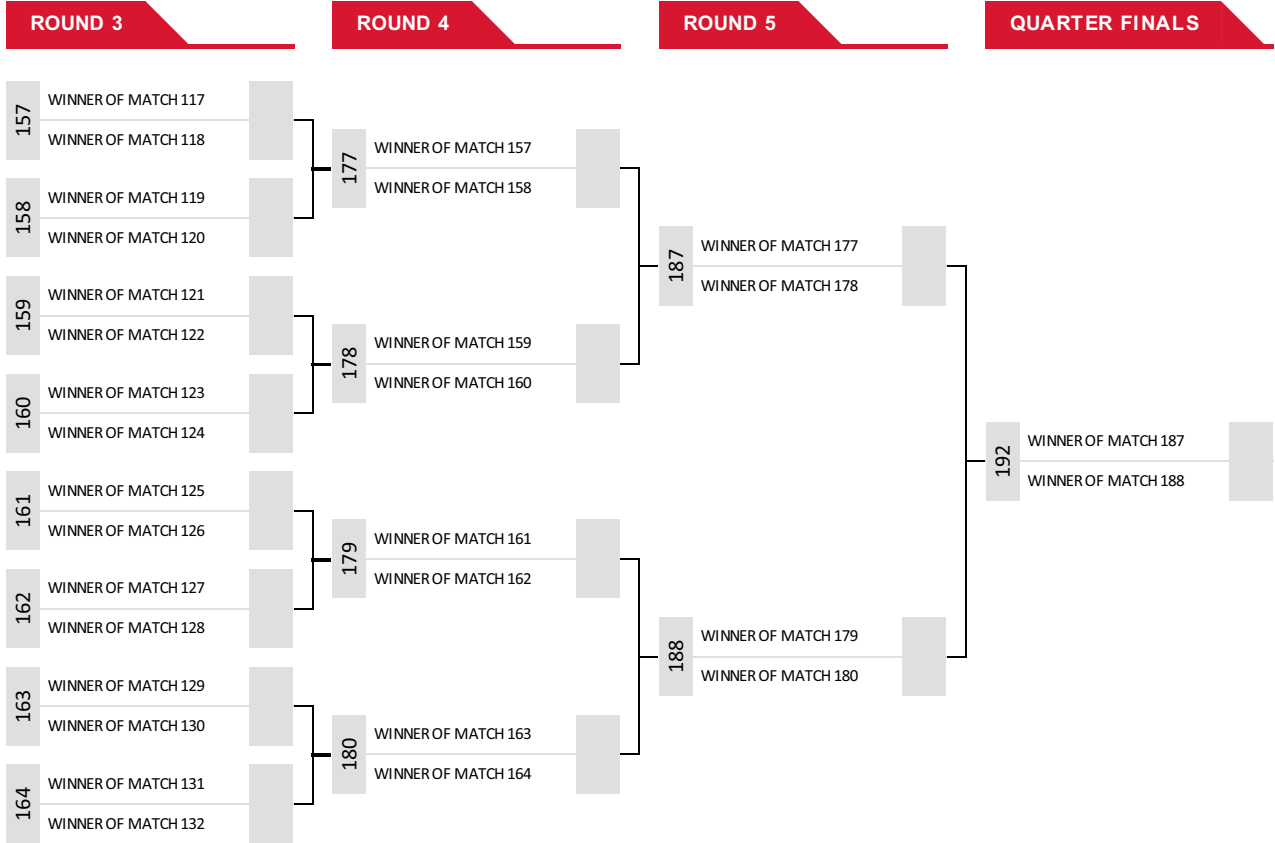 ROUND 3
ROUND 4
ROUND 5
QUARTER FINALS
157
WINNER OF MATCH 117
WINNER OF MATCH 118
158
WINNER OF MATCH 119
WINNER OF MATCH 120
159
WINNER OF MATCH 121
WINNER OF MATCH 122
160
WINNER OF MATCH 123
WINNER OF MATCH 124
161
WINNER OF MATCH 125
WINNER OF MATCH 126
162
WINNER OF MATCH 127
WINNER OF MATCH 128
163
WINNER OF MATCH 129
WINNER OF MATCH 130
164
WINNER OF MATCH 131
WINNER OF MATCH 132
177
WINNER OF MATCH 157
WINNER OF MATCH 158
178
WINNER OF MATCH 159
WINNER OF MATCH 160
179
WINNER OF MATCH 161
WINNER OF MATCH 162
180
WINNER OF MATCH 163
WINNER OF MATCH 164
187
WINNER OF MATCH 177
WINNER OF MATCH 178
188
WINNER OF MATCH 179
WINNER OF MATCH 180
192
WINNER OF MATCH 187
WINNER OF MATCH 188